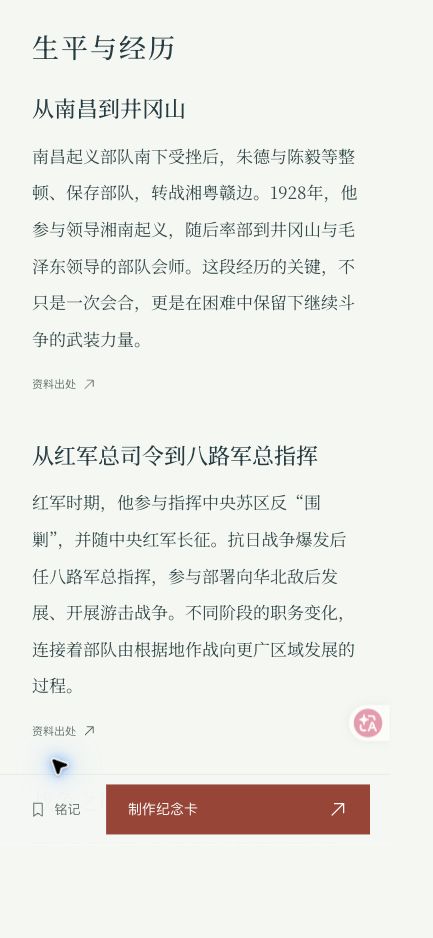 生平与经历
从南昌到井冈山
南昌起义部队南下受挫后，朱德与陈毅等整
顿、保存部队，转战湘粤赣边。1928年，他
参与领导湘南起义，随后率部到井冈山与毛
泽东领导的部队会师。这段经历的关键，不
只是一次会合，更是在困难中保留下继续斗
争的武装力量。
资料出处
从红军总司令到八路军总指挥
红军时期，他参与指挥中央苏区反“围
剿”，并随中央红军长征。抗日战争爆发后
任八路军总指挥，参与部署向华北敌后发
展、开展游击战争。不同阶段的职务变化，
连接着部队由根据地作战向更广区域发展的
过程。
资料出处
铭记
制作纪念卡